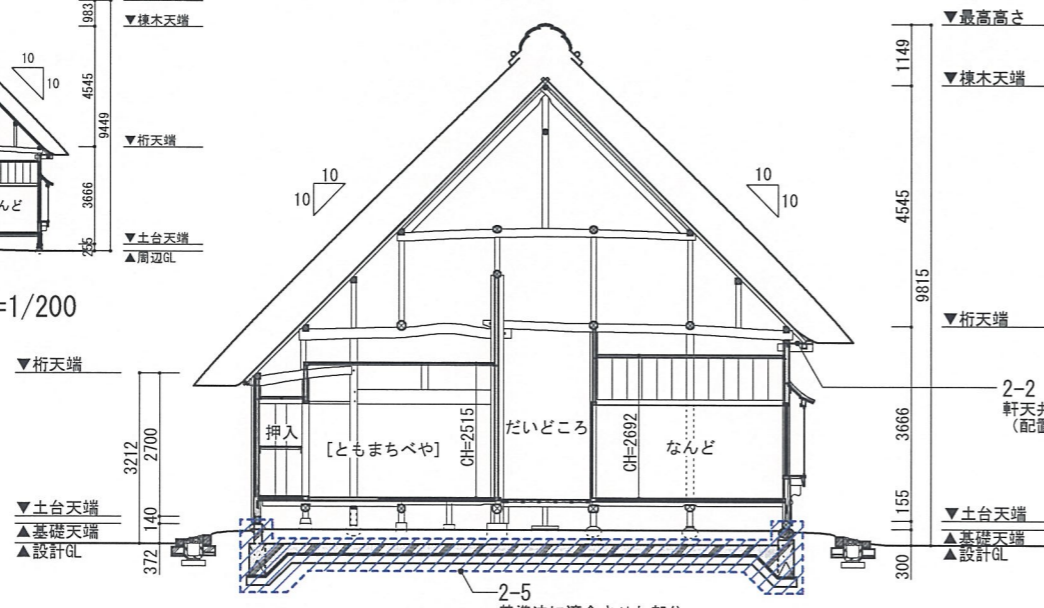 983
▼棟木天端
10
10
4545
9449
▼桁天端
3666
んど
▼土台天端
255
▲周辺GL
=1/200
▼最高高さ
1149
▼棟木天端
10
10
10
10
4545
9815
▼桁天端
▼桁天端
2-2
軒天井
(配置
押入
[ともまちべや]
CH=2515
だいどころ
CH=2692
なんど
3212
2700
3666
▼土台天端
140
▲基礎天端
▲設計GL
372
155
▼土台天端
▲基礎天端
▲設計GL
300
2-5